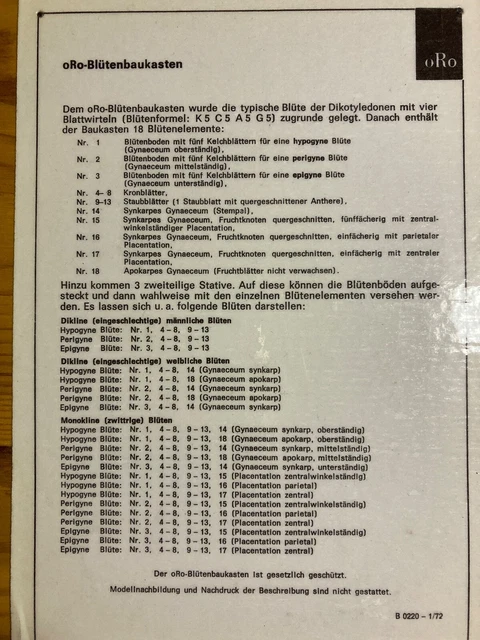 oRo
oRo-Blütenbaukasten
Dem oRo-Blütenbaukasten wurde die typische Blüte der Dikotyledonen mit vier
Blattwirteln (Blütenformel: K 5 C 5 A 5 G 5) zugrunde gelegt. Danach enthält
der Baukasten 18 Blütenelemente:
Nr. 1 Blütenboden mit fünf Kelchblättern für eine hypogyne Blüte
(Gynaeceum oberständig),
Nr. 2 Blütenboden mit fünf Kelchblättern für eine perigyne Blüte
(Gynaeceum mittelständig),
Nr. 3 Blütenboden mit fünf Kelchblättern für eine epigyne Blüte
(Gynaeceum unterständig),
Nr. 4–8 Kronblätter,
Nr. 9–13 Staubblätter (1 Staubblatt mit quergeschnittener Anthere),
Nr. 14 Synkarpes Gynaeceum (Stempel),
Nr. 15 Synkarpes Gynaeceum, Fruchtknoten quergeschnitten, fünffächerig mit zentral-
winkelständiger Placentation,
Nr. 16 Synkarpes Gynaeceum, Fruchtknoten quergeschnitten, einfächerig mit parietaler
Placentation,
Nr. 17 Synkarpes Gynaeceum, Fruchtknoten quergeschnitten, einfächerig mit zentraler
Placentation,
Nr. 18 Apokarpes Gynaeceum (Fruchtblätter nicht verwachsen).
Hinzu kommen 3 zweiteilige Stative. Auf diese können die Blütenböden aufge-
steckt und dann wahlweise mit den einzelnen Blütenelementen versehen wer-
den. Es lassen sich u. a. folgende Blüten darstellen:
Dikline (eingeschlechtige) männliche Blüten
Hypogyne Blüte: Nr. 1, 4–8, 9–13
Perigyne Blüte: Nr. 2, 4–8, 9–13
Epigyne Blüte: Nr. 3, 4–8, 9–13
Dikline (eingeschlechtige) weibliche Blüten
Hypogyne Blüte: Nr. 1, 4–8, 14 (Gynaeceum synkarp)
Hypogyne Blüte: Nr. 1, 4–8, 18 (Gynaeceum apokarp)
Perigyne Blüte: Nr. 2, 4–8, 14 (Gynaeceum synkarp)
Perigyne Blüte: Nr. 2, 4–8, 18 (Gynaeceum apokarp)
Epigyne Blüte: Nr. 3, 4–8, 14 (Gynaeceum synkarp)
Monokline (zwittrige) Blüten
Hypogyne Blüte: Nr. 1, 4–8, 9–13, 14 (Gynaeceum synkarp, oberständig)
Hypogyne Blüte: Nr. 1, 4–8, 9–13, 18 (Gynaeceum apokarp, oberständig)
Perigyne Blüte: Nr. 2, 4–8, 9–13, 14 (Gynaeceum synkarp, mittelständig)
Perigyne Blüte: Nr. 2, 4–8, 9–13, 18 (Gynaeceum apokarp, mittelständig)
Epigyne Blüte: Nr. 3, 4–8, 9–13, 14 (Gynaeceum synkarp, unterständig)
Hypogyne Blüte: Nr. 1, 4–8, 9–13, 15 (Placentation zentralwinkelständig)
Hypogyne Blüte: Nr. 1, 4–8, 9–13, 16 (Placentation parietal)
Hypogyne Blüte: Nr. 1, 4–8, 9–13, 17 (Placentation zentral)
Perigyne Blüte: Nr. 2, 4–8, 9–13, 15 (Placentation zentralwinkelständig)
Perigyne Blüte: Nr. 2, 4–8, 9–13, 16 (Placentation parietal)
Perigyne Blüte: Nr. 2, 4–8, 9–13, 17 (Placentation zentral)
Epigyne Blüte: Nr. 3, 4–8, 9–13, 15 (Placentation zentralwinkelständig)
Epigyne Blüte: Nr. 3, 4–8, 9–13, 16 (Placentation parietal)
Epigyne Blüte: Nr. 3, 4–8, 9–13, 17 (Placentation zentral)
Der oRo-Blütenbaukasten ist gesetzlich geschützt.
Modellnachbildung und Nachdruck der Beschreibung sind nicht gestattet.
B 0220 – 1/72